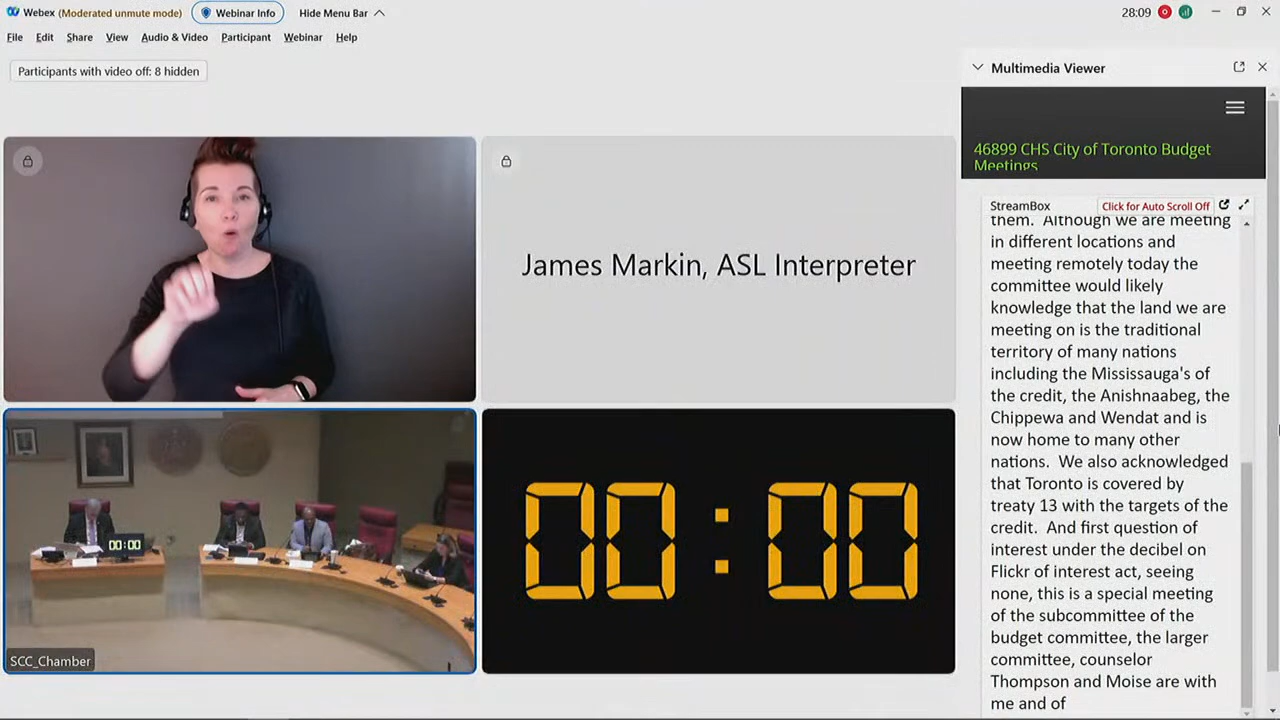 Webex (Moderated unmute mode) Webinar Info Hide Menu Bar 28:09
File Edit Share View Audio & Video Participant Webinar Help
Participants with video off: 8 hidden
Multimedia Viewer
46899 CHS City of Toronto Budget
Meetings
StreamBox Click for Auto Scroll Off
James Markin, ASL Interpreter
00:00
SCC_Chamber
00:00
them. Although we are meeting
in different locations and
meeting remotely today the
committee would likely
knowledge that the land we are
meeting on is the traditional
territory of many nations
including the Mississauga's of
the credit, the Anishnaabeg, the
Chippewa and Wendat and is
now home to many other
nations. We also acknowledged
that Toronto is covered by
treaty 13 with the targets of the
credit. And first question of
interest under the decibel on
Flickr of interest act, seeing
none, this is a special meeting
of the subcommittee of the
budget committee, the larger
committee, counselor
Thompson and Moise are with
me and of